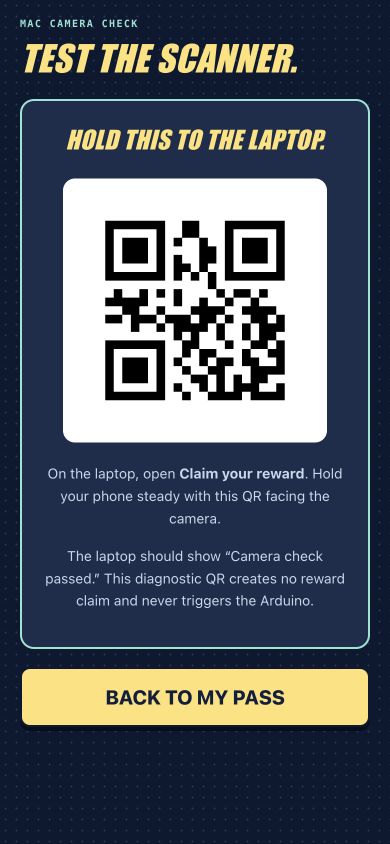 MAC CAMERA CHECK
TEST THE SCANNER.
HOLD THIS TO THE LAPTOP.
On the laptop, open Claim your reward. Hold
your phone steady with this QR facing the
camera.
The laptop should show “Camera check
passed.” This diagnostic QR creates no reward
claim and never triggers the Arduino.
BACK TO MY PASS